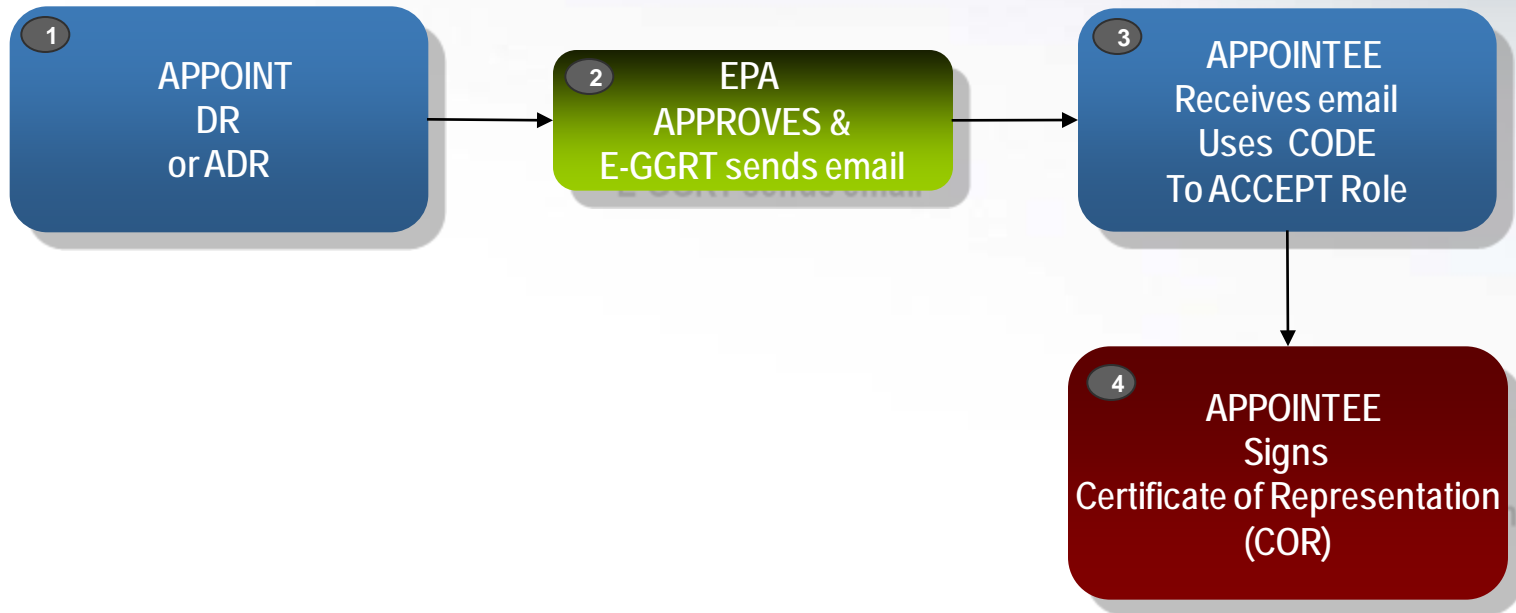 1
APPOINT
DR
or ADR
2
EPA
APPROVES &
E-GGRT sends email
3
APPOINTEE
Receives email
Uses CODE
To ACCEPT Role
4
APPOINTEE
Signs
Certificate of Representation
(COR)